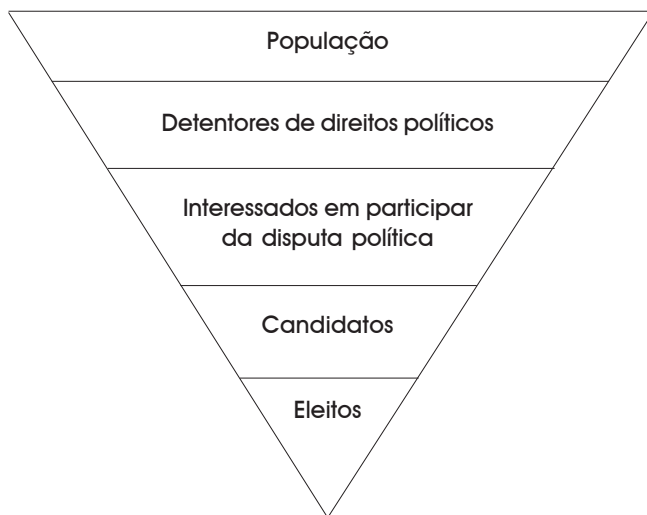 População
Detentores de direitos políticos
Interessados em participar
da disputa política
Candidatos
Eleitos